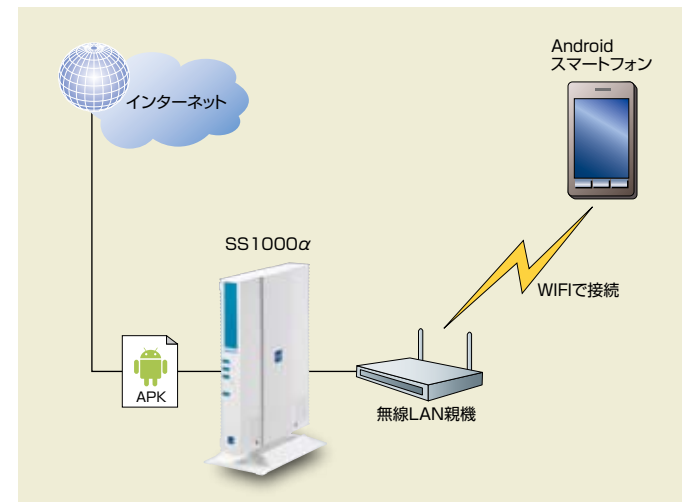 Android
スマートフォン
インターネット
SS1000α
WIFIで接続
APK
無線LAN親機